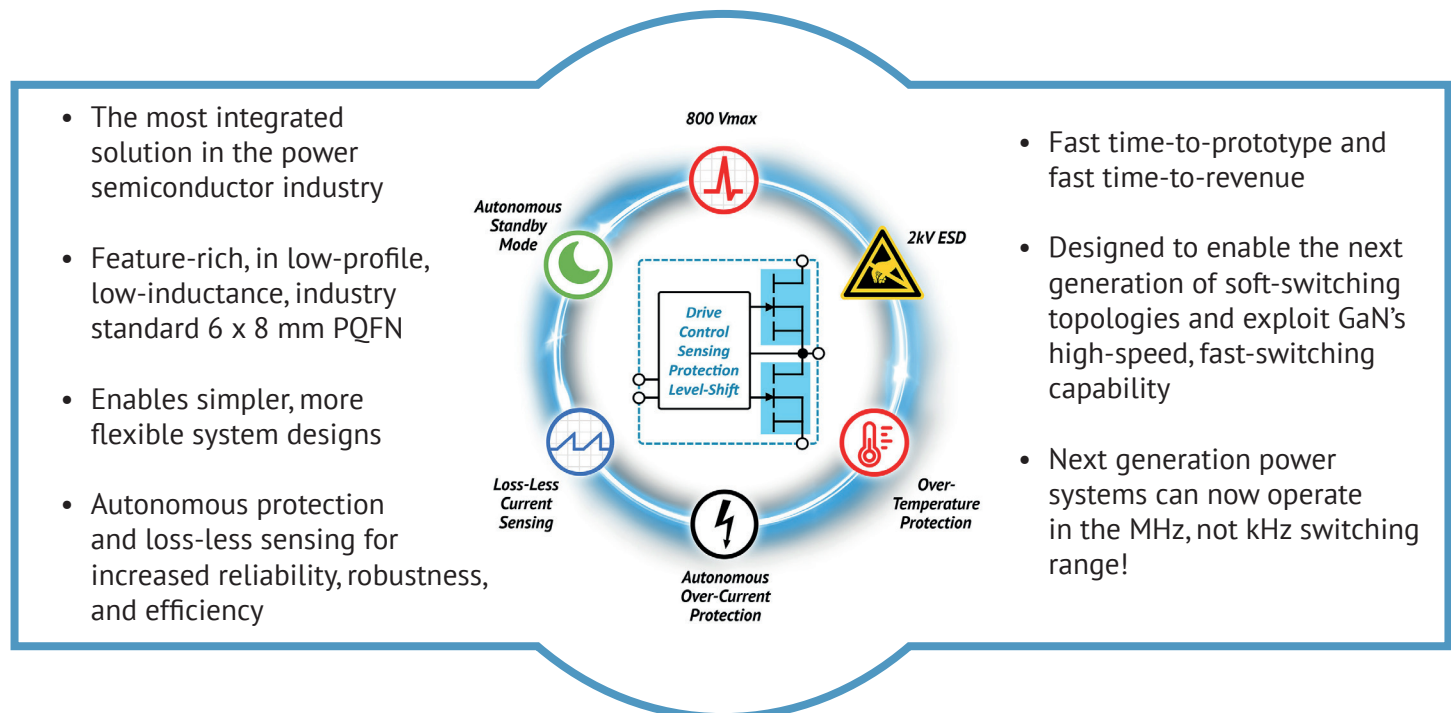 • The most integrated
solution in the power
semiconductor industry
• Feature-rich, in low-profile,
low-inductance, industry
standard 6 x 8 mm PQFN
• Enables simpler, more
flexible system designs
• Autonomous protection
and loss-less sensing for
increased reliability, robustness,
and efficiency
800 Vmax
Autonomous
Standby
Mode
2kV ESD
Drive
Control
Sensing
Protection
Level-Shift
Loss-Less
Current
Sensing
Over-
Temperature
Protection
Autonomous
Over-Current
Protection
• Fast time-to-prototype and
fast time-to-revenue
• Designed to enable the next
generation of soft-switching
topologies and exploit GaN’s
high-speed, fast-switching
capability
• Next generation power
systems can now operate
in the MHz, not kHz switching
range!